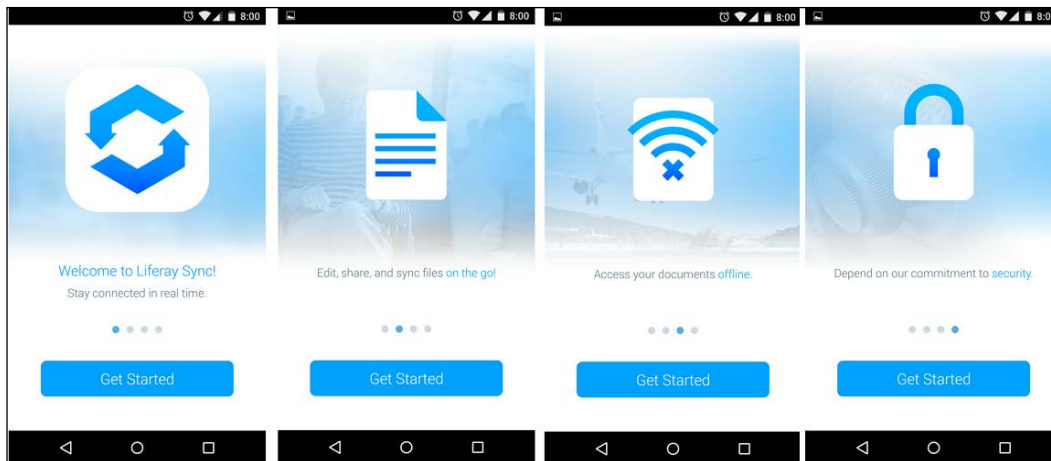 8:00
Welcome to Liferay Sync!
Stay connected in real time.
Get Started
8:00
Edit, share, and sync files on the go!
Get Started
8:00
Access your documents offline.
Get Started
8:0
Depend on our commitment to security.
Get Started